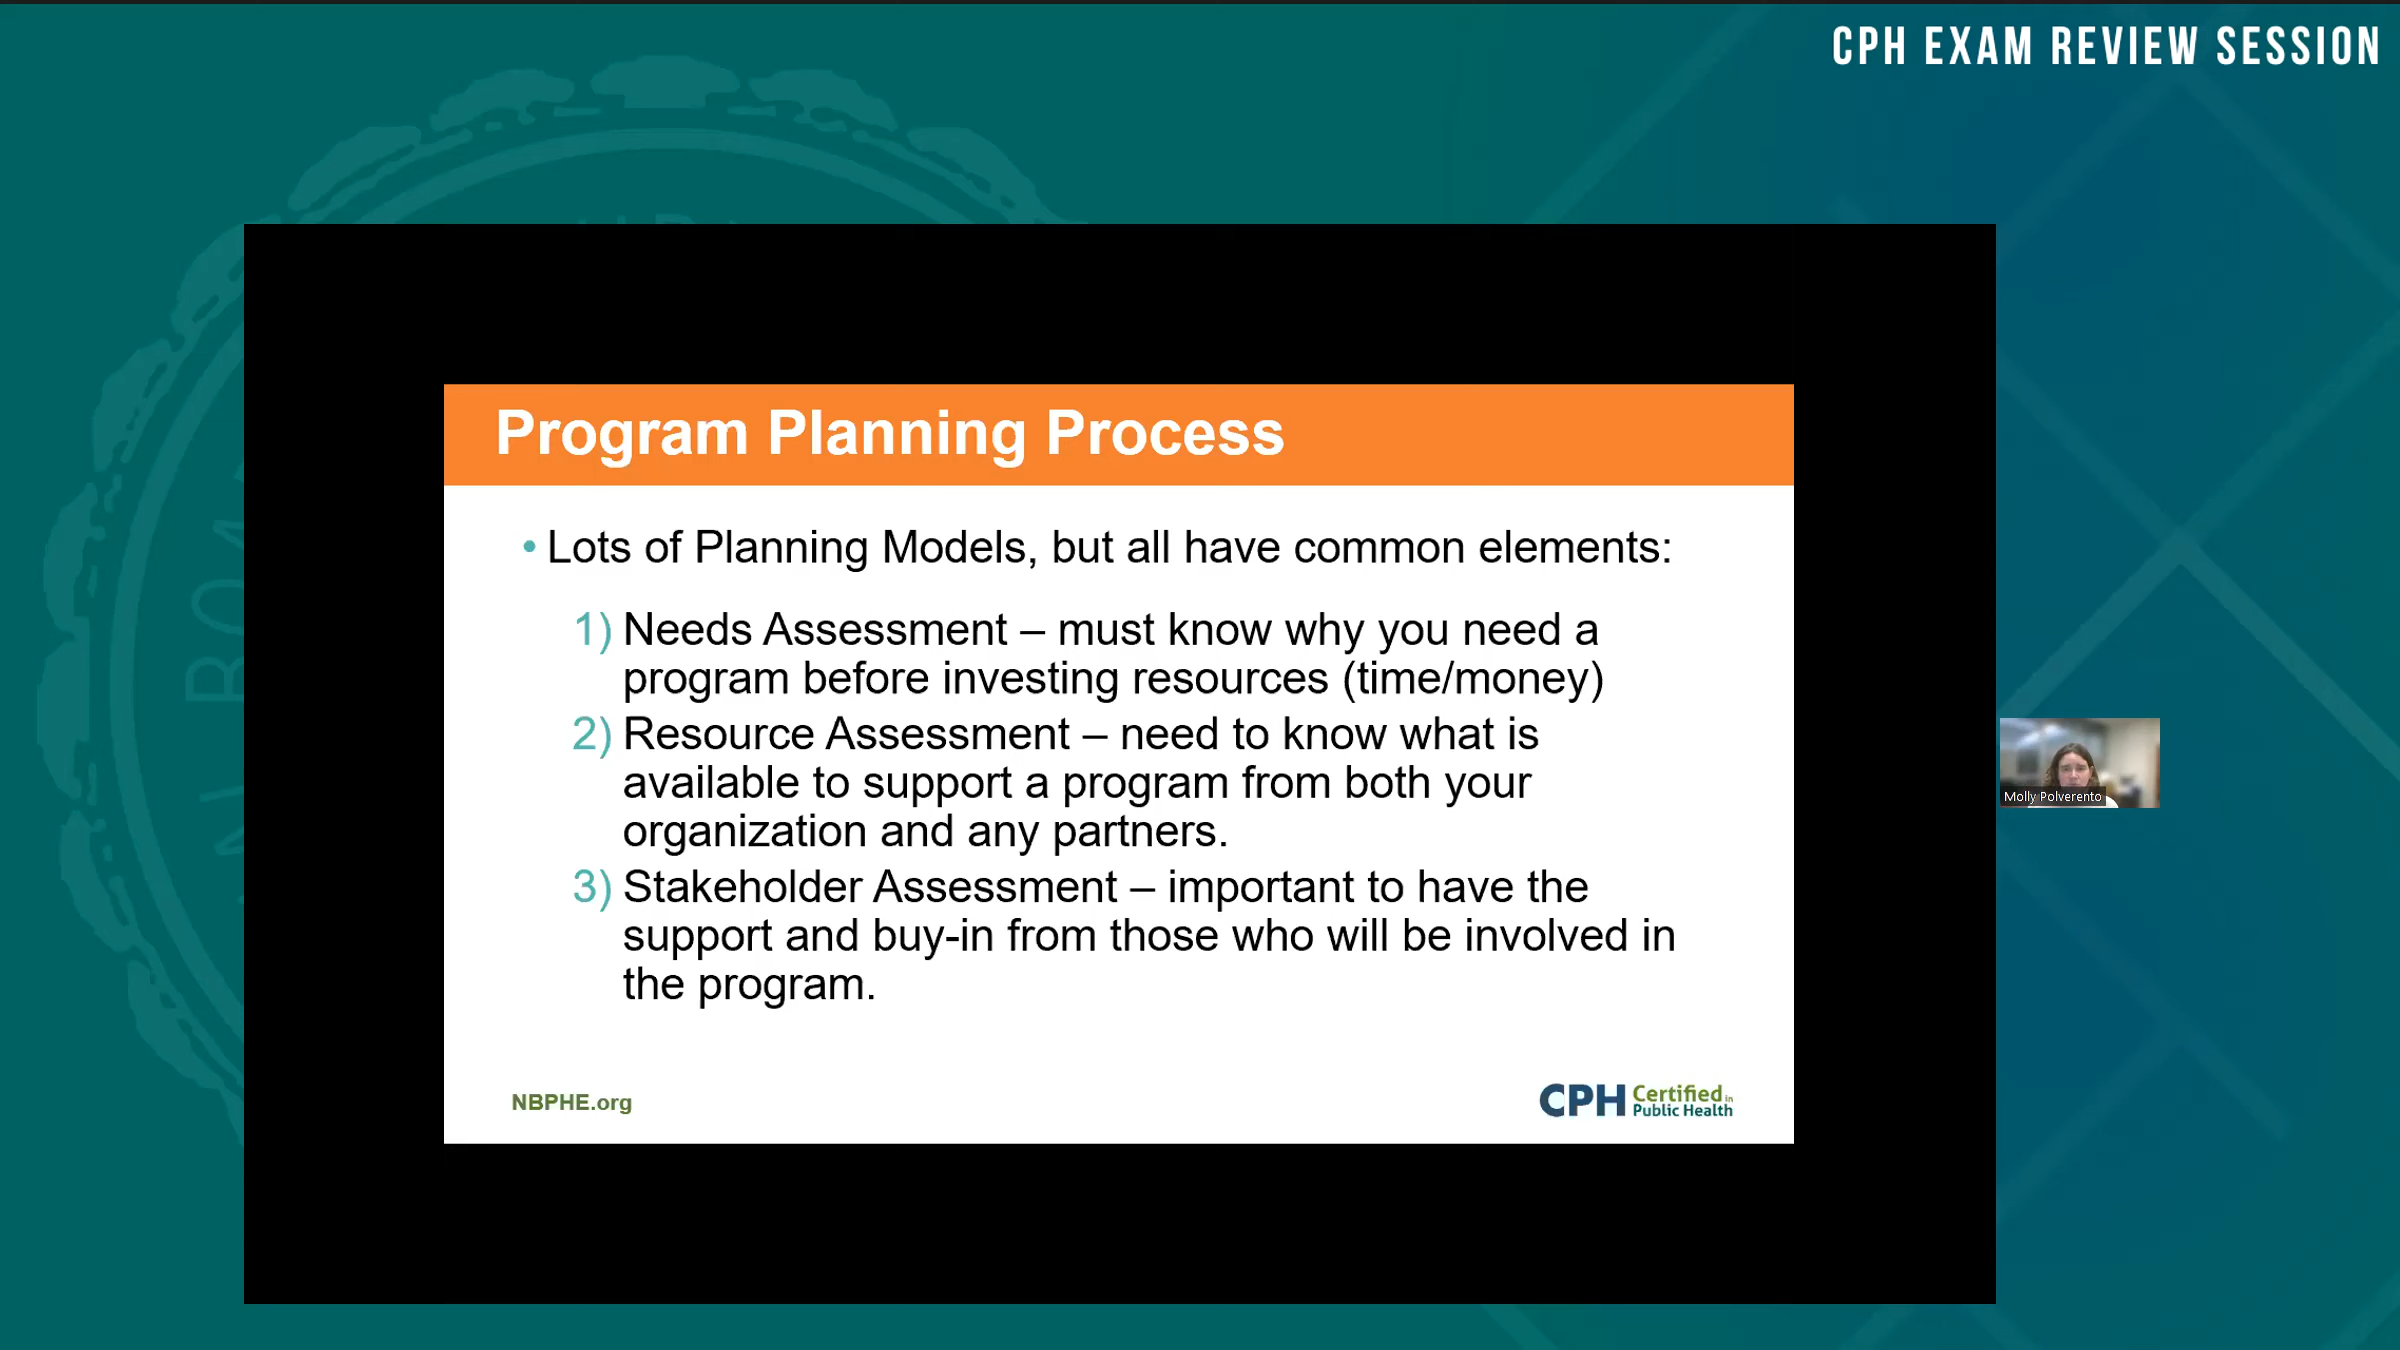 CPH EXAM REVIEW SESSION
Program Planning Process
• Lots of Planning Models, but all have common elements:
1) Needs Assessment – must know why you need a
program before investing resources (time/money)
2) Resource Assessment – need to know what is
available to support a program from both your
organization and any partners.
3) Stakeholder Assessment – important to have the
support and buy-in from those who will be involved in
the program.
Molly Polverento
NBPHE.org
CPH Certified in
Public Health